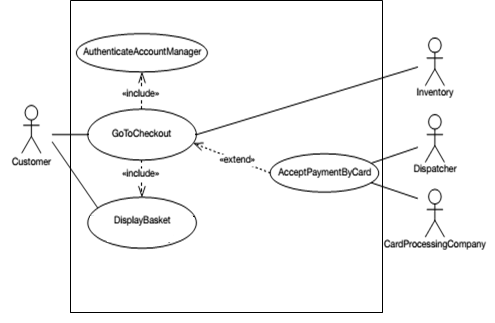 AuthenticateAccountManager
«include»
Inventory
GoToCheckout
Customer
«extend»
«include»
AcceptPaymentByCard
Dispatcher
DisplayBasket
CardProcessingCompany